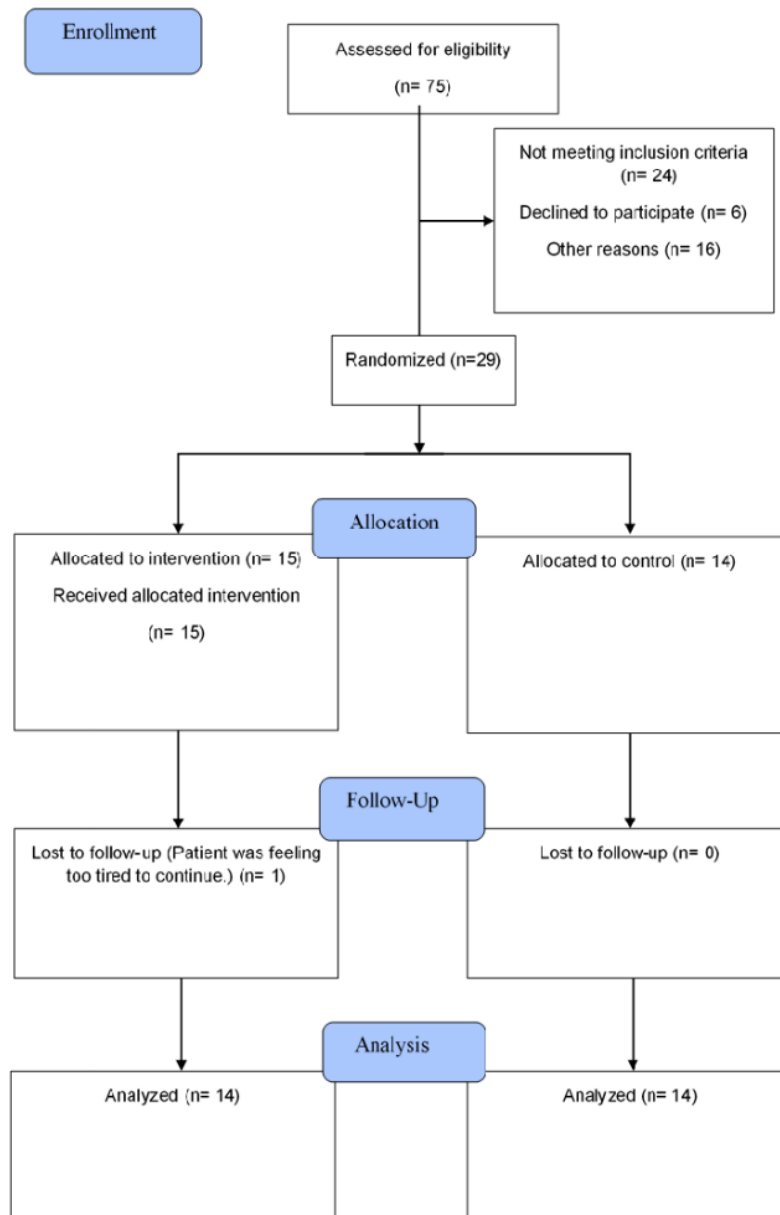 Enrollment
Assessed for eligibility
(n= 75)
Not meeting inclusion criteria
(n= 24)
Declined to participate (n= 6)
Other reasons (n= 16)
Randomized (n=29)
Allocation
Allocated to intervention (n= 15)
Received allocated intervention
(n= 15)
Allocated to control (n= 14)
Follow-Up
Lost to follow-up (Patient was feeling
too tired to continue.) (n= 1)
Lost to follow-up (n= 0)
Analysis
Analyzed (n= 14)
Analyzed (n= 14)